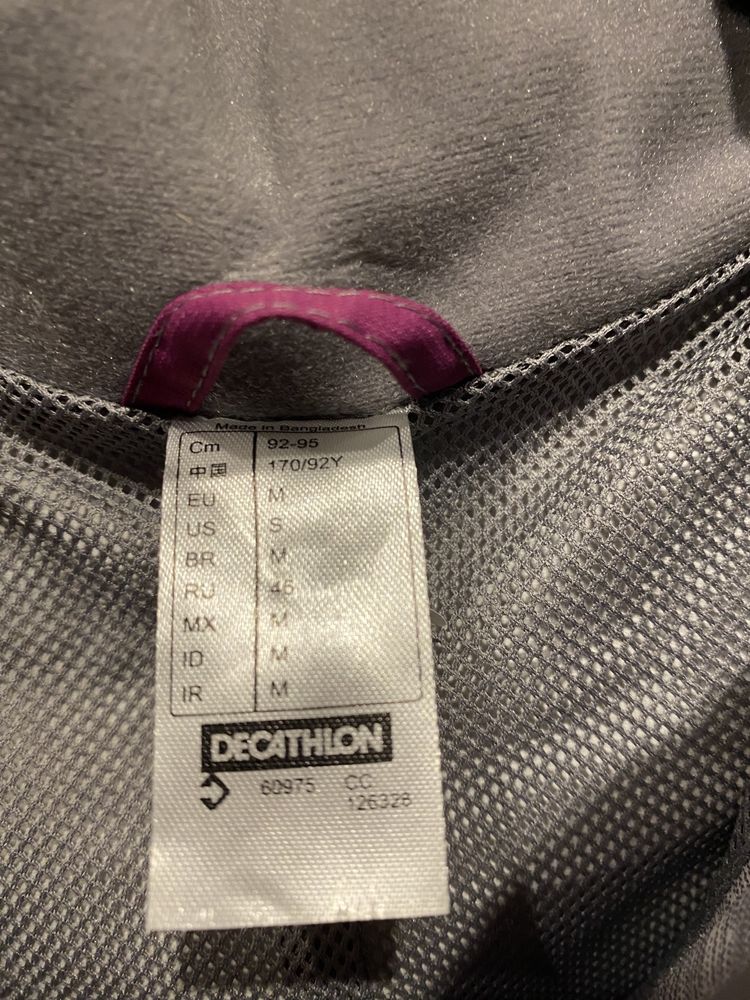 Made in Bangladesh
Cm 92-95
中国 170/92Y
EU M
US S
BR M
RU 46
MX M
ID M
IR M
DECATHLON
60975 CC
126328